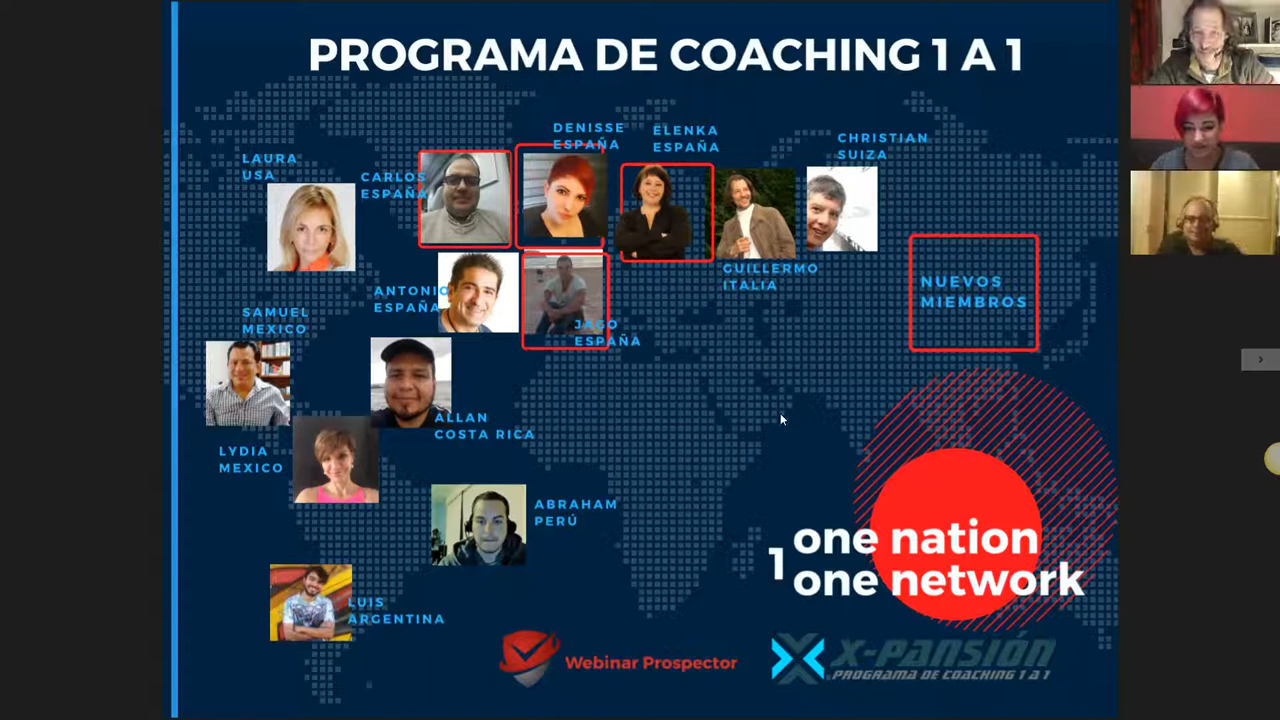 PROGRAMA DE COACHING 1 A 1
DENISSE
ESPAÑA
ELENKA
ESPAÑA
CHRISTIAN
SUIZA
LAURA
USA
CARLOS
ESPAÑA
GUILLERMO
ITALIA
NUEVOS
MIEMBROS
ANTONIO
ESPAÑA
SAMUEL
MEXICO
JAGO
ESPAÑA
ALLAN
COSTA RICA
LYDIA
MEXICO
ABRAHAM
PERÚ
1 one nation
one network
LUIS
ARGENTINA
Webinar Prospector
X-PANSIÓN
PROGRAMA DE COACHING 1 A 1